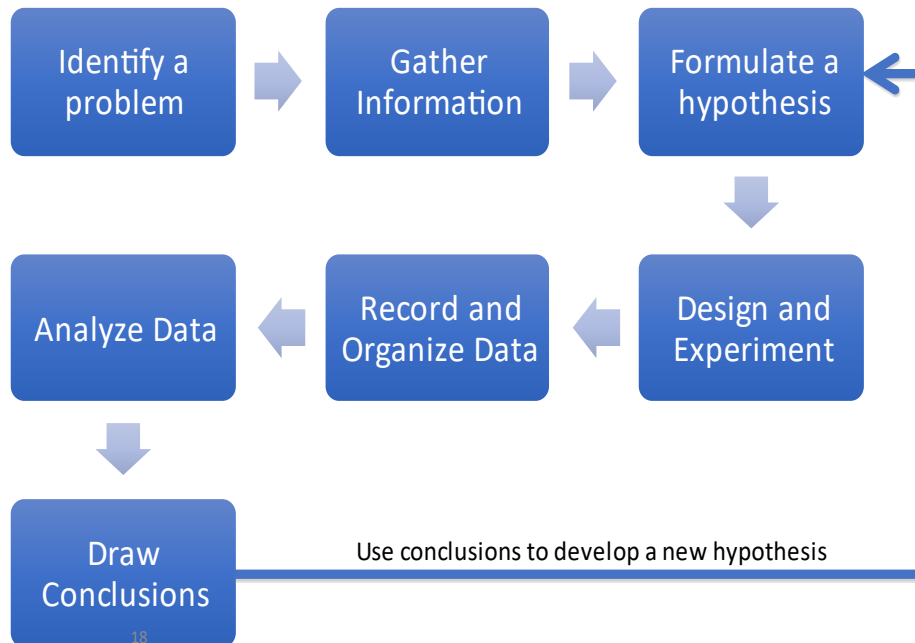 Identify a
problem
Gather
Information
Formulate a
hypothesis
Design and
Experiment
Record and
Organize Data
Analyze Data
Draw
Conclusions
Use conclusions to develop a new hypothesis
18